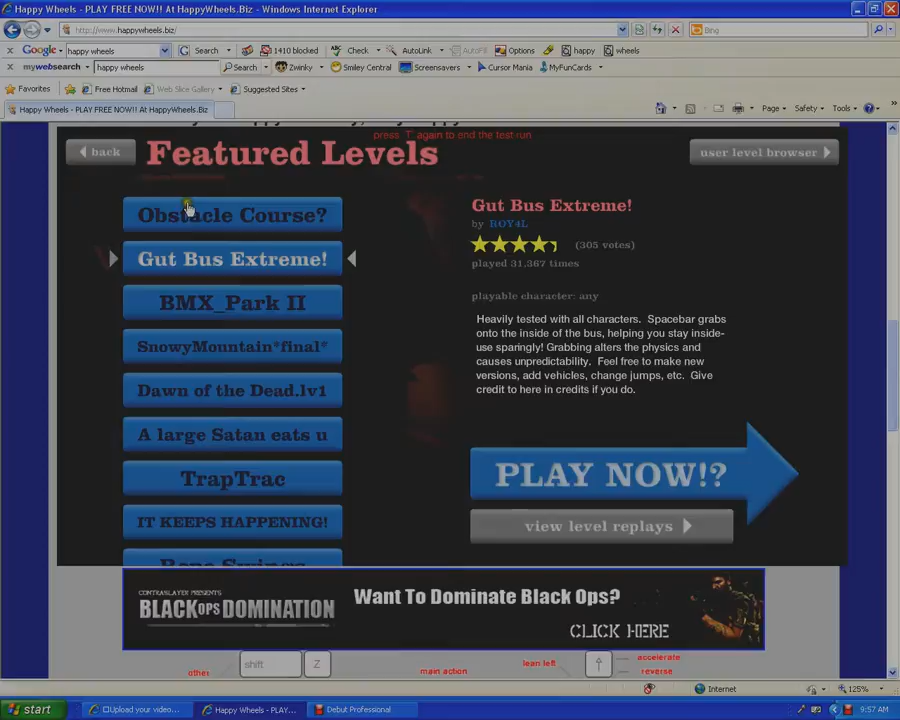 Happy Wheels - PLAY FREE NOW!! At HappyWheels.Biz - Windows Internet Explorer
http://www.happywheels.biz/
Bing
Google
happy wheels
Search
1410 blocked
Check
AutoLink
AutoFill
Options
happy
wheels
mywebsearch
happy wheels
Search
Zwinky
Smiley Central
Screensavers
Cursor Mania
MyFunCards
Favorites
Free Hotmail
Web Slice Gallery
Suggested Sites
Happy Wheels - PLAY FREE NOW!! At HappyWheels.Biz
Page
Safety
Tools
press 'T' again to end the test run
back
Featured Levels
user level browser
Obstacle Course?
Gut Bus Extreme!
BMX_Park II
SnowyMountain*final*
Dawn of the Dead.lv1
A large Satan eats u
TrapTrac
IT KEEPS HAPPENING!
Rope Swings
Gut Bus Extreme!
by ROY4L
(305 votes)
played 31,367 times
playable character: any
Heavily tested with all characters. Spacebar grabs
onto the inside of the bus, helping you stay inside-
use sparingly! Grabbing alters the physics and
causes unpredictability. Feel free to make new
versions, add vehicles, change jumps, etc. Give
credit to here in credits if you do.
PLAY NOW!?
view level replays
CONTRASLAYER PRESENTS
BLACK OPS DOMINATION
Want To Dominate Black Ops?
CLICK HERE
other
shift
Z
main action
lean left
↑
accelerate
reverse
Internet
125%
start
Upload your video...
Happy Wheels - PLAY...
Debut Professional
9:57 AM